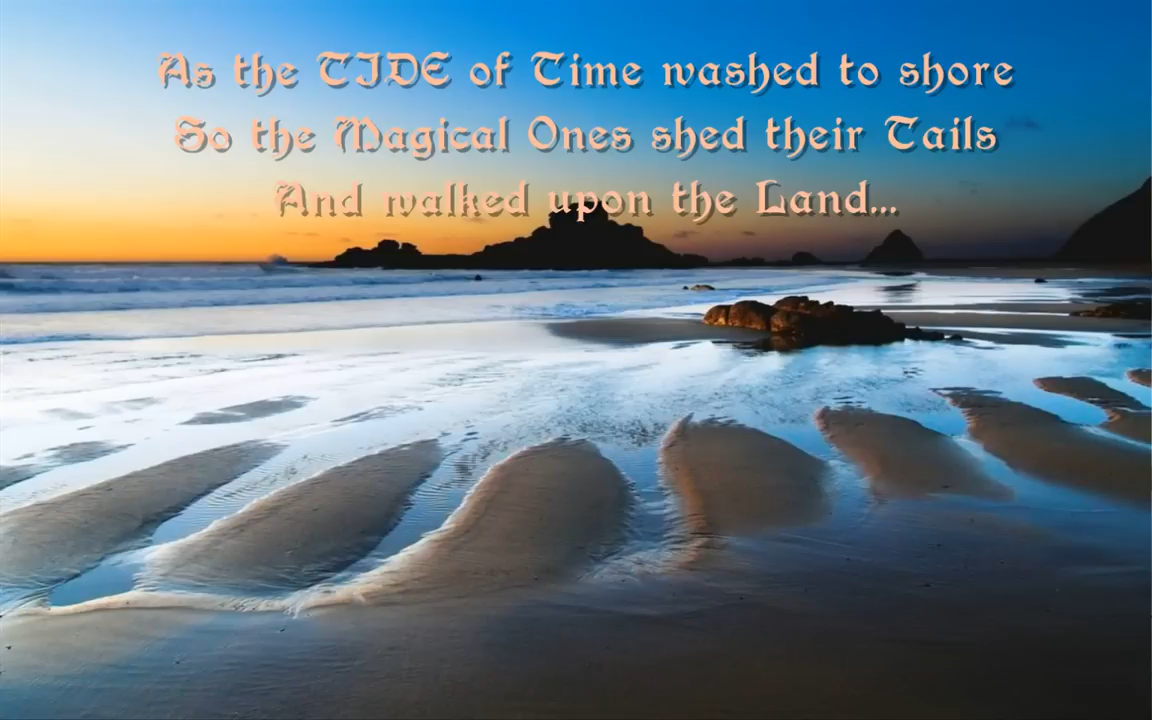 As the TIDE of Time washed to shore
So the Magical Ones shed their Tails
And walked upon the Land...